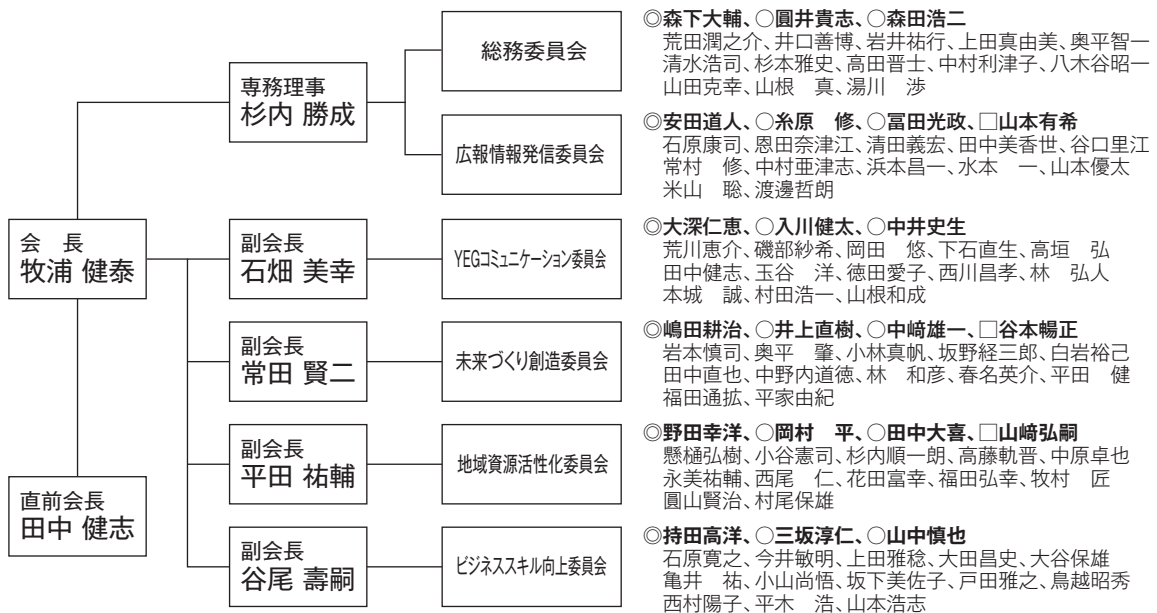 会　長
牧浦 健泰
直前会長
田中 健志
専務理事
杉内 勝成
総務委員会
◎森下大輔、○圓井貴志、○森田浩二
荒田潤之介、井口善博、岩井祐行、上田真由美、奥平智一
清水浩司、杉本雅史、高田晋士、中村利津子、八木谷昭一
山田克幸、山根　真、湯川　渉
広報情報発信委員会
◎安田道人、○糸原　修、○冨田光政、□山本有希
石原康司、恩田奈津江、清田義宏、田中美香世、谷口里江
常村　修、中村亜津志、浜本昌一、水本　一、山本優太
米山　聡、渡邊哲朗
副会長
石畑 美幸
YEGコミュニケーション委員会
◎大深仁恵、○入川健太、○中井史生
荒川恵介、磯部紗希、岡田　悠、下石直生、高垣　弘
田中健志、玉谷　洋、徳田愛子、西川昌孝、林　弘人
本城　誠、村田浩一、山根和成
副会長
常田 賢二
未来づくり創造委員会
◎嶋田耕治、○井上直樹、○中﨑雄一、□谷本暢正
岩本慎司、奥平　肇、小林真帆、坂野経三郎、白岩裕己
田中直也、中野内道徳、林　和彦、春名英介、平田　健
福田通拡、平家由紀
副会長
平田 祐輔
地域資源活性化委員会
◎野田幸洋、○岡村　平、○田中大喜、□山﨑弘嗣
懸樋弘樹、小谷憲司、杉内順一朗、高藤軌晋、中原卓也
永美祐輔、西尾　仁、花田富幸、福田弘幸、牧村　匠
圓山賢治、村尾保雄
副会長
谷尾 壽嗣
ビジネススキル向上委員会
◎持田高洋、○三坂淳仁、○山中慎也
石原寛之、今井敏明、上田雅稔、大田昌史、大谷保雄
亀井　祐、小山尚悟、坂下美佐子、戸田雅之、鳥越昭秀
西村陽子、平木　浩、山本浩志